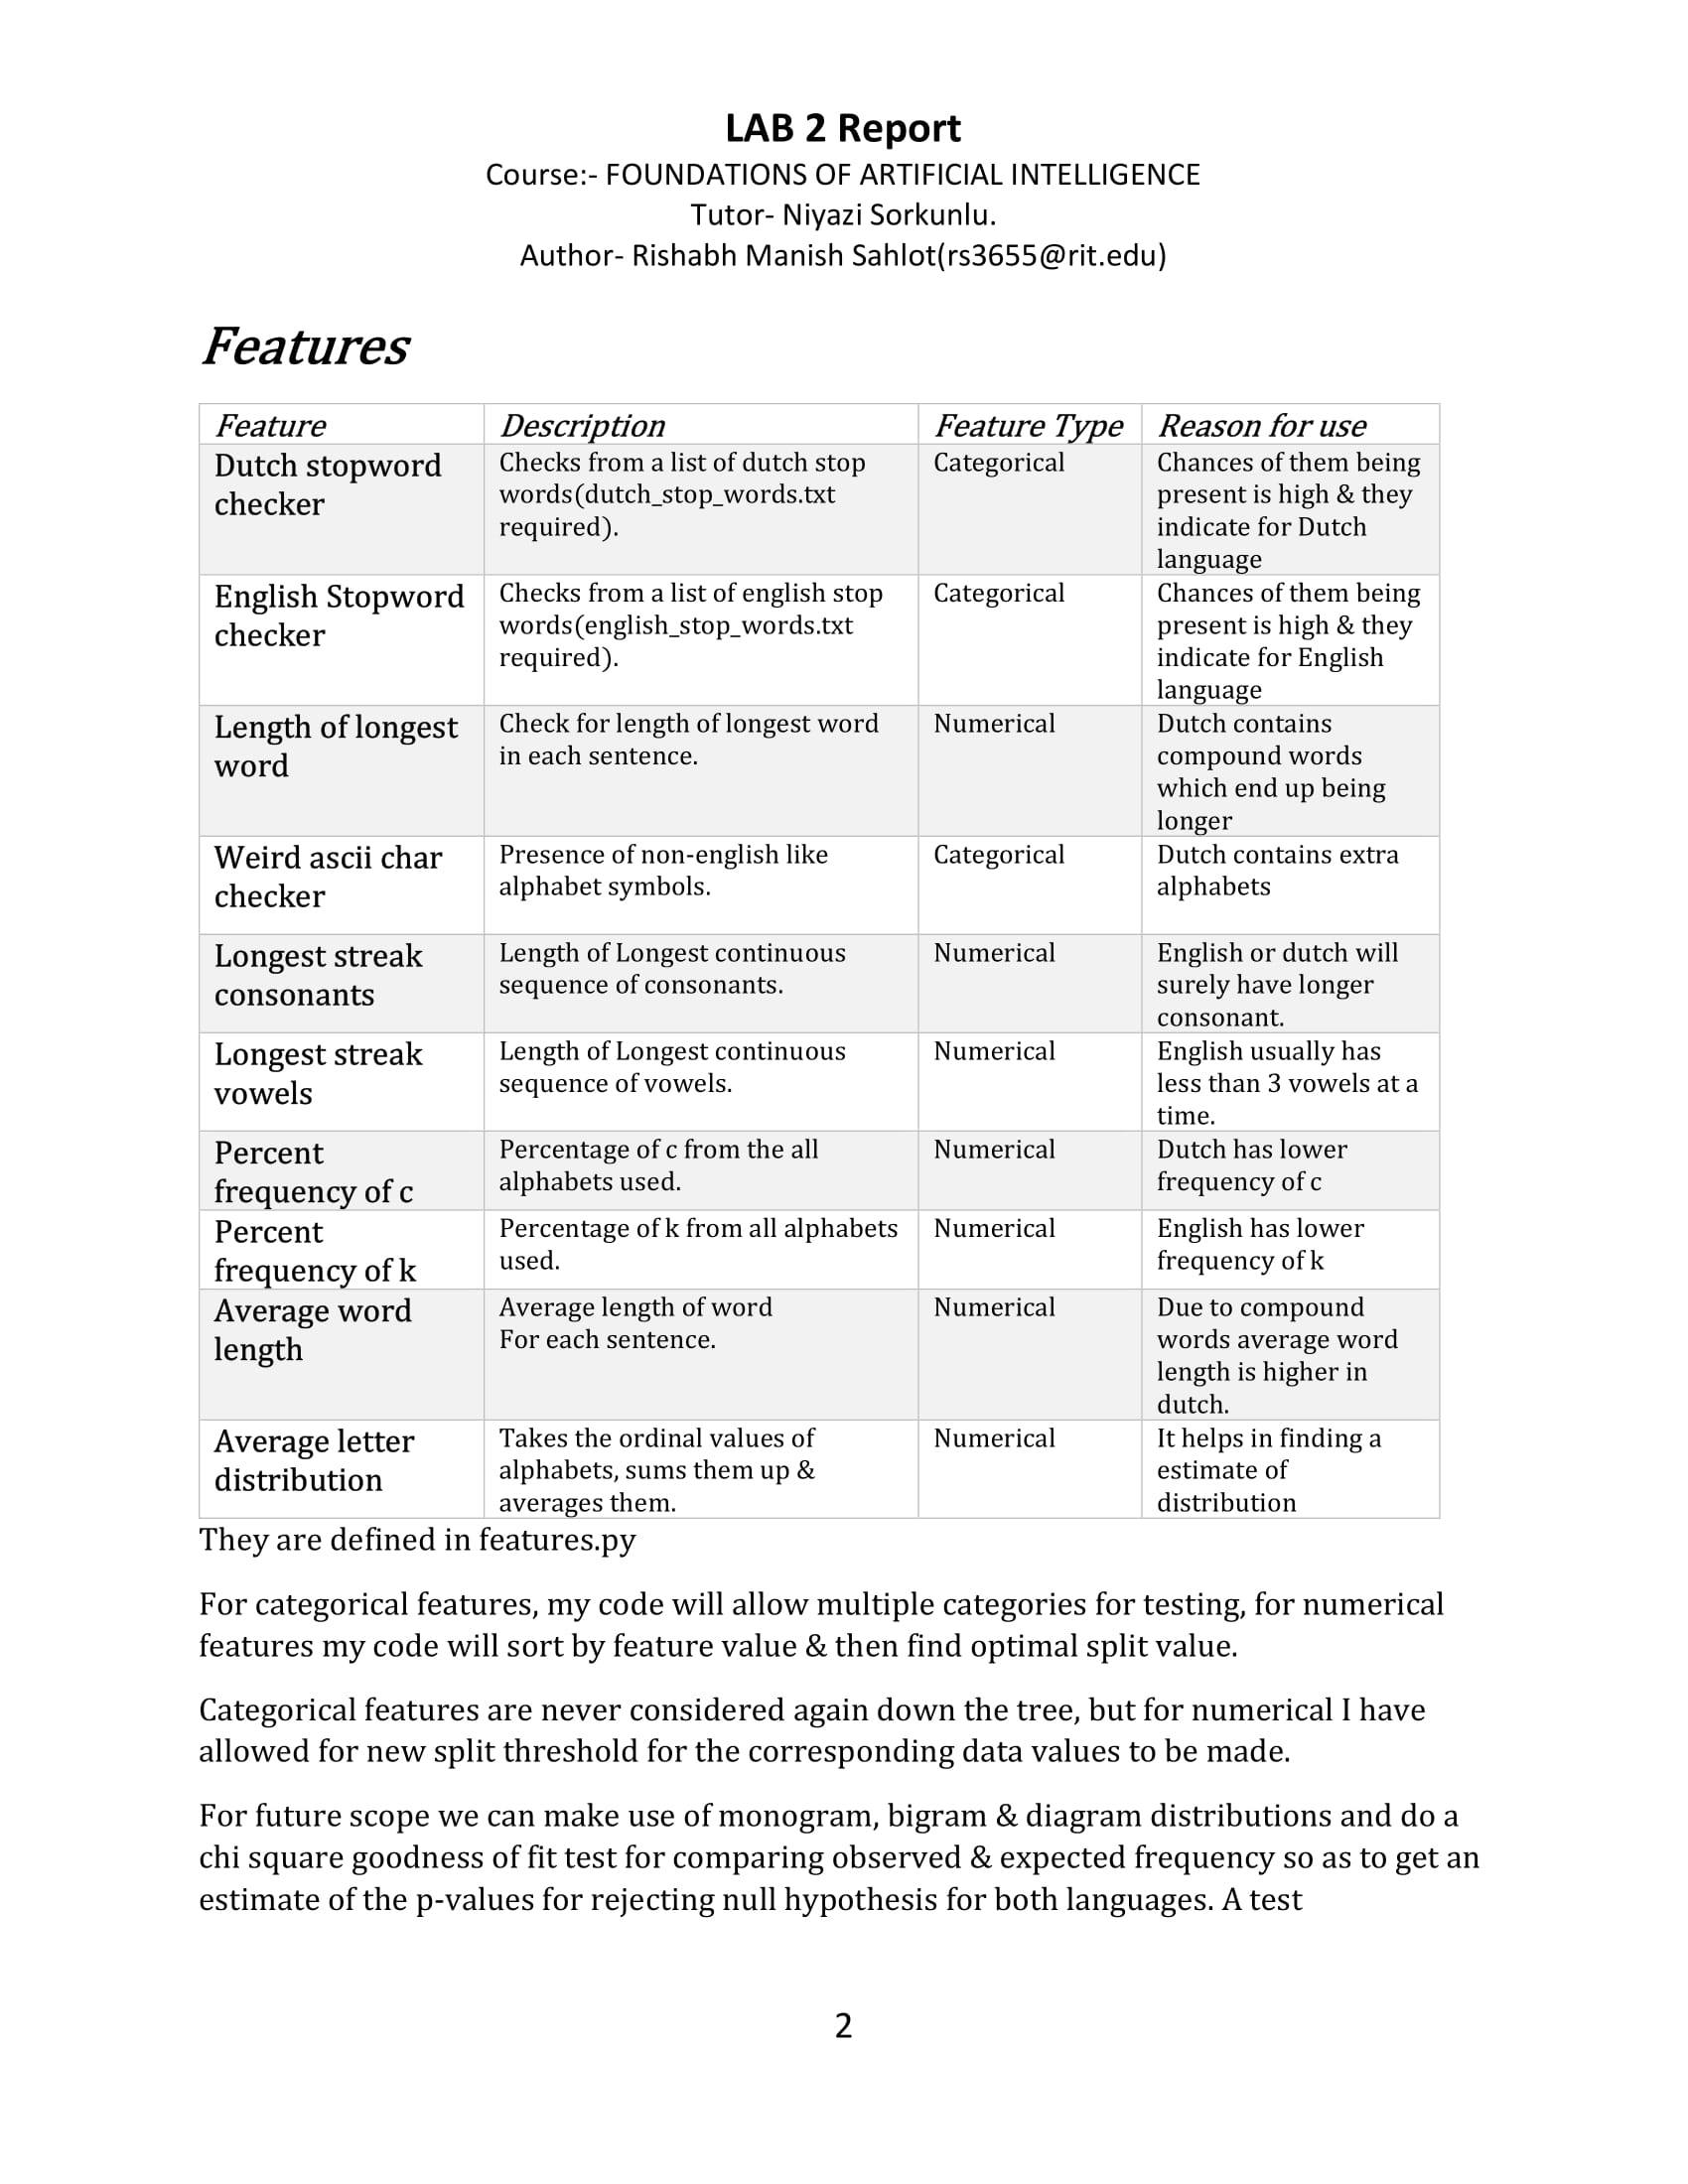 LAB 2 Report
Course:- FOUNDATIONS OF ARTIFICIAL INTELLIGENCE
Tutor- Niyazi Sorkunlu.
Author- Rishabh Manish Sahlot(rs3655@rit.edu)
Features
Feature Description Feature Type Reason for use
Dutch stopword
checker
Checks from a list of dutch stop
words(dutch_stop_words.txt
required).
Categorical
Chances of them being
present is high & they
indicate for Dutch
language
English Stopword
checker
Checks from a list of english stop
words(english_stop_words.txt
required).
Categorical
Chances of them being
present is high & they
indicate for English
language
Length of longest
word
Check for length of longest word
in each sentence.
Numerical
Dutch contains
compound words
which end up being
longer
Weird ascii char
checker
Presence of non-english like
alphabet symbols.
Categorical
Dutch contains extra
alphabets
Longest streak
consonants
Length of Longest continuous
sequence of consonants.
Numerical
English or dutch will
surely have longer
consonant.
Longest streak
vowels
Length of Longest continuous
sequence of vowels.
Numerical
English usually has
less than 3 vowels at a
time.
Percent
frequency of c
Percentage of c from the all
alphabets used.
Numerical
Dutch has lower
frequency of c
Percent
frequency of k
Percentage of k from all alphabets
used.
Numerical
English has lower
frequency of k
Average word
length
Average length of word
For each sentence.
Numerical
Due to compound
words average word
length is higher in
dutch.
Average letter
distribution
Takes the ordinal values of
alphabets, sums them up &
averages them.
Numerical
It helps in finding a
estimate of
distribution
They are defined in features.py
For categorical features, my code will allow multiple categories for testing, for numerical
features my code will sort by feature value & then find optimal split value.
Categorical features are never considered again down the tree, but for numerical I have
allowed for new split threshold for the corresponding data values to be made.
For future scope we can make use of monogram, bigram & diagram distributions and do a
chi square goodness of fit test for comparing observed & expected frequency so as to get an
estimate of the p-values for rejecting null hypothesis for both languages. A test
2